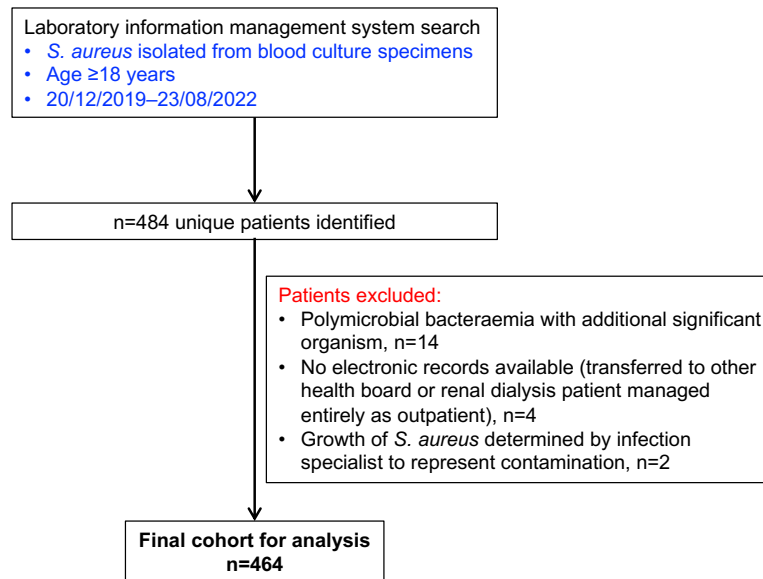 Laboratory information management system search
• S. aureus isolated from blood culture specimens
• Age ≥18 years
• 20/12/2019–23/08/2022
n=484 unique patients identified
Patients excluded:
• Polymicrobial bacteraemia with additional significant
organism, n=14
• No electronic records available (transferred to other
health board or renal dialysis patient managed
entirely as outpatient), n=4
• Growth of S. aureus determined by infection
specialist to represent contamination, n=2
Final cohort for analysis
n=464